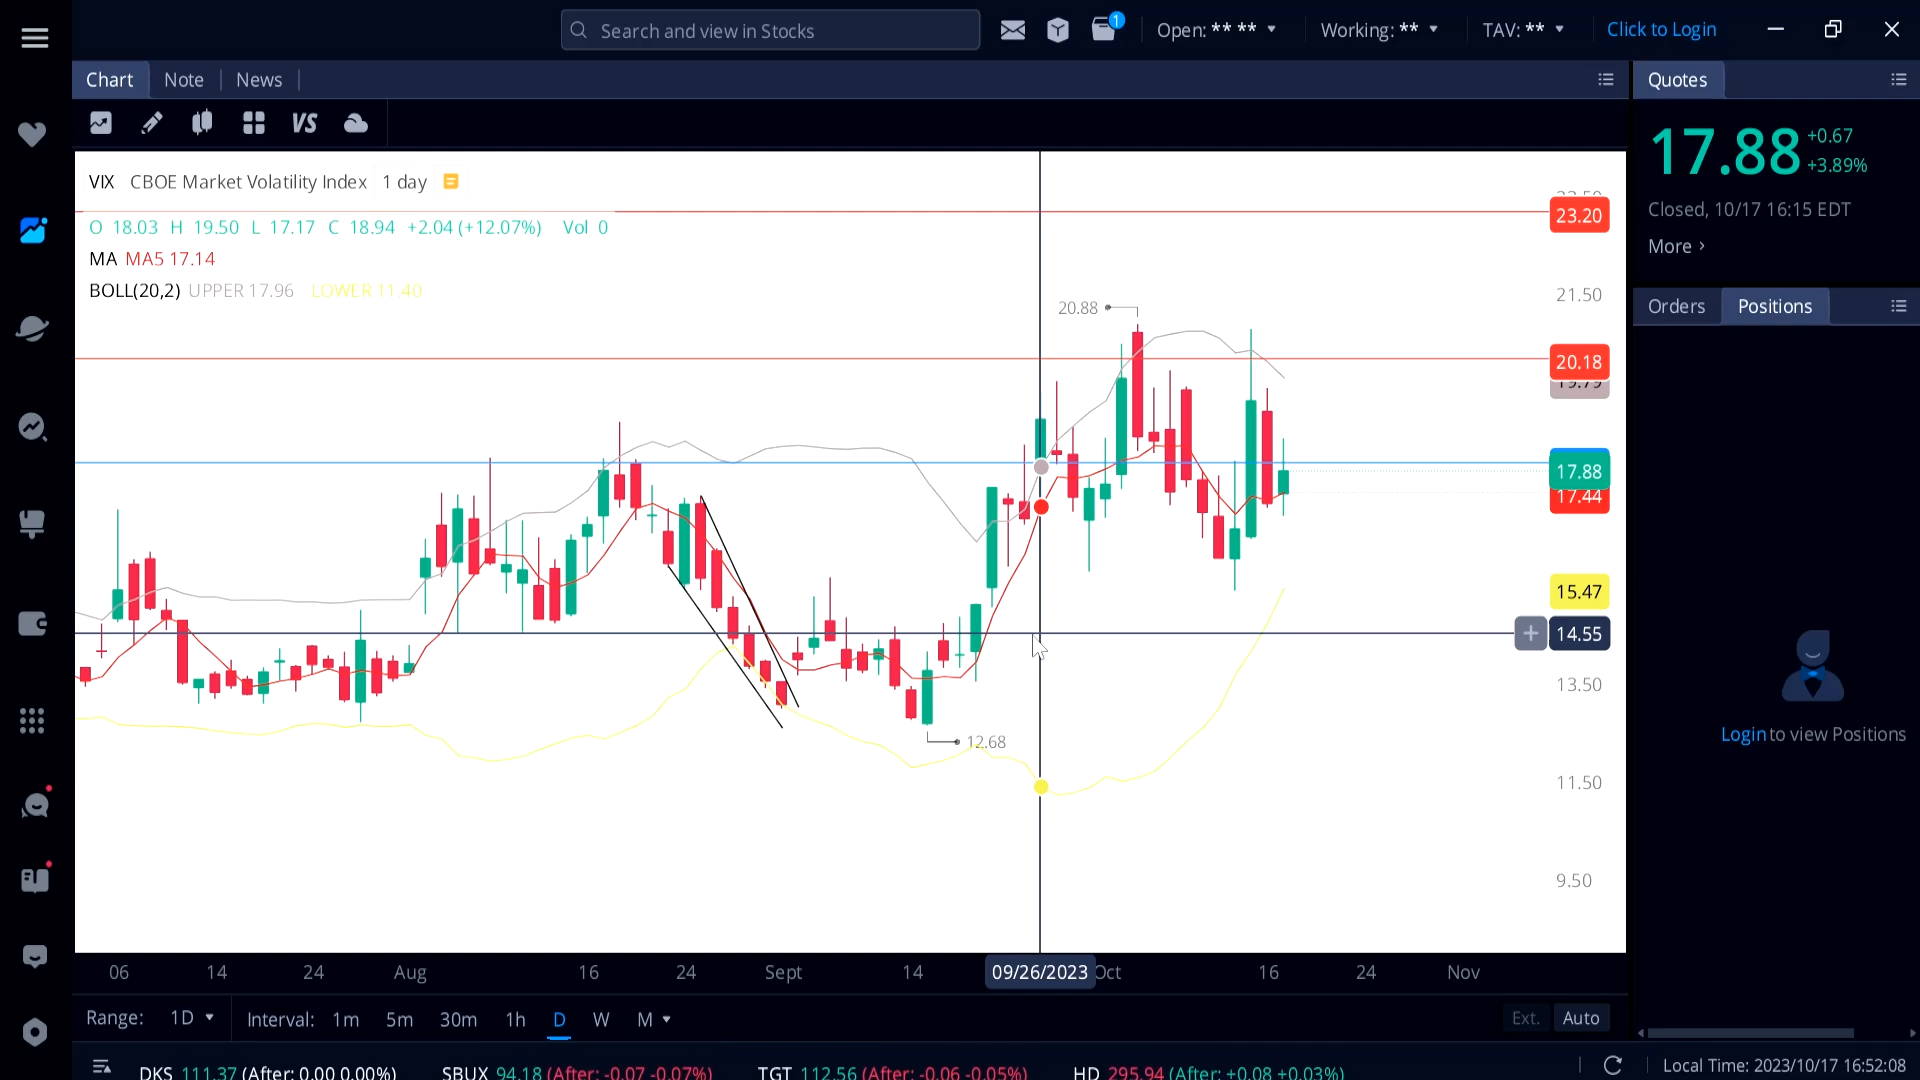 Search and view in Stocks
1
Open: ** **
Working: **
TAV: **
Click to Login
Chart
Note
News
Quotes
VS
17.88
+0.67
+3.89%
Closed, 10/17 16:15 EDT
More
VIX CBOE Market Volatility Index 1 day
O 18.03 H 19.50 L 17.17 C 18.94 +2.04 (+12.07%) Vol 0
MA MA5 17.14
BOLL(20,2) UPPER 17.96 LOWER 11.40
23.20
21.50
20.88
20.18
19.79
17.88
17.44
15.47
14.55
13.50
12.68
11.50
9.50
Orders
Positions
Login to view Positions
06 14 24 Aug 16 24 Sept 14 09/26/2023 Oct 16 24 Nov
Range: 1D Interval: 1m 5m 30m 1h D W M Ext. Auto
DKS 111.37 (After: 0.00 0.00%) SBUX 94.18 (After: -0.07 -0.07%) TGT 112.56 (After: -0.06 -0.05%) HD 295.94 (After: +0.08 +0.03%)
Local Time: 2023/10/17 16:52:08